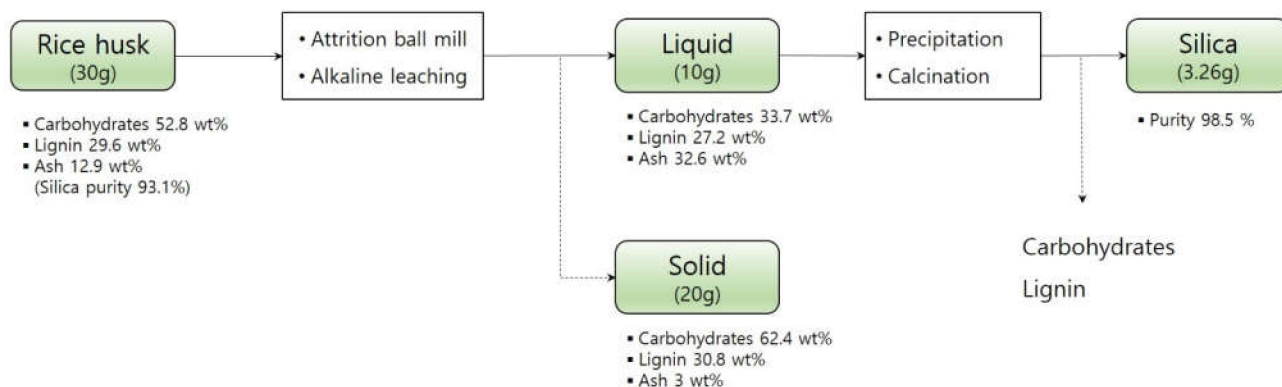 Rice husk
(30g)
▪ Carbohydrates 52.8 wt%
▪ Lignin 29.6 wt%
▪ Ash 12.9 wt%
(Silica purity 93.1%)
• Attrition ball mill
• Alkaline leaching
Liquid
(10g)
▪ Carbohydrates 33.7 wt%
▪ Lignin 27.2 wt%
▪ Ash 32.6 wt%
Solid
(20g)
▪ Carbohydrates 62.4 wt%
▪ Lignin 30.8 wt%
▪ Ash 3 wt%
• Precipitation
• Calcination
Carbohydrates
Lignin
Silica
(3.26g)
▪ Purity 98.5 %